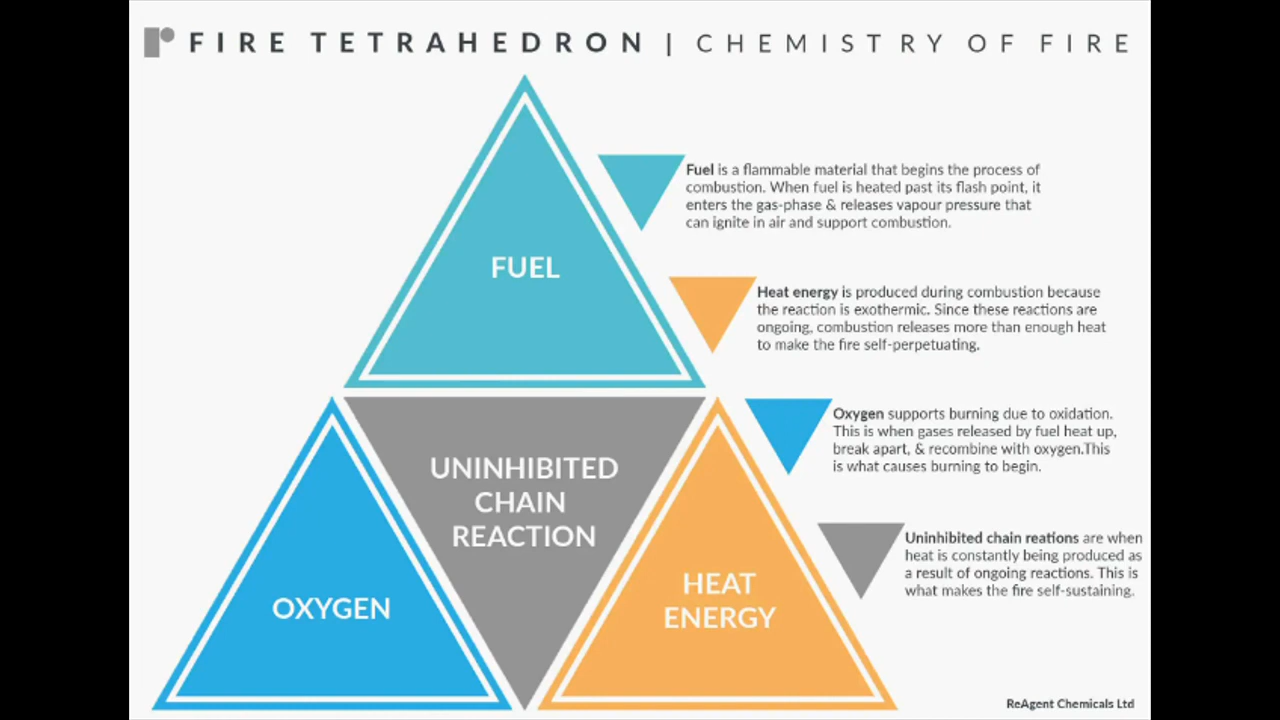 FIRE TETRAHEDRON | CHEMISTRY OF FIRE
FUEL
Fuel is a flammable material that begins the process of
combustion. When fuel is heated past its flash point, it
enters the gas-phase & releases vapour pressure that
can ignite in air and support combustion.
Heat energy is produced during combustion because
the reaction is exothermic. Since these reactions are
ongoing, combustion releases more than enough heat
to make the fire self-perpetuating.
Oxygen supports burning due to oxidation.
This is when gases released by fuel heat up,
break apart, & recombine with oxygen.This
is what causes burning to begin.
UNINHIBITED
CHAIN
REACTION
Uninhibited chain reations are when
heat is constantly being produced as
a result of ongoing reactions. This is
what makes the fire self-sustaining.
OXYGEN
HEAT
ENERGY
ReAgent Chemicals Ltd